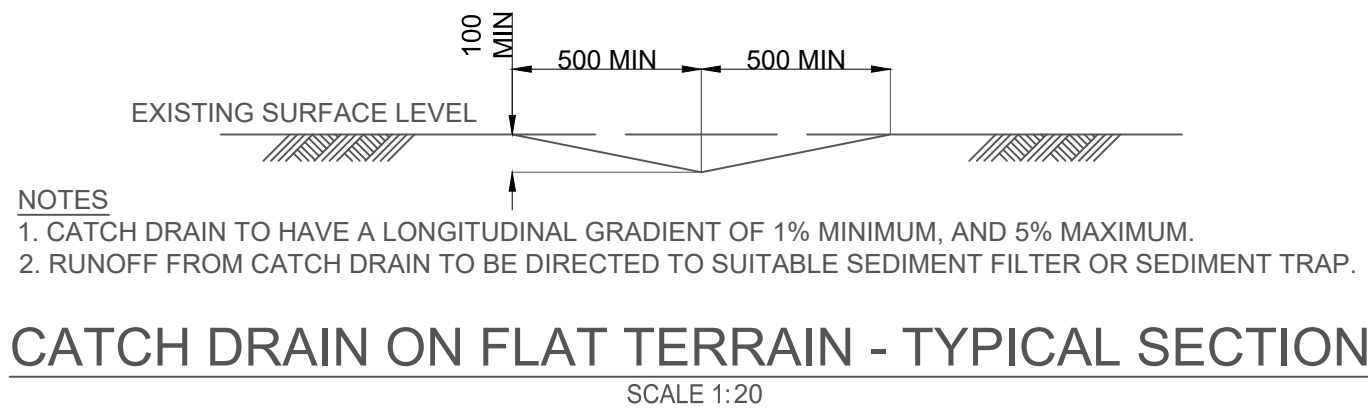 100
MIN
500 MIN
500 MIN
EXISTING SURFACE LEVEL
NOTES
1. CATCH DRAIN TO HAVE A LONGITUDINAL GRADIENT OF 1% MINIMUM, AND 5% MAXIMUM.
2. RUNOFF FROM CATCH DRAIN TO BE DIRECTED TO SUITABLE SEDIMENT FILTER OR SEDIMENT TRAP.
CATCH DRAIN ON FLAT TERRAIN - TYPICAL SECTION
SCALE 1:20